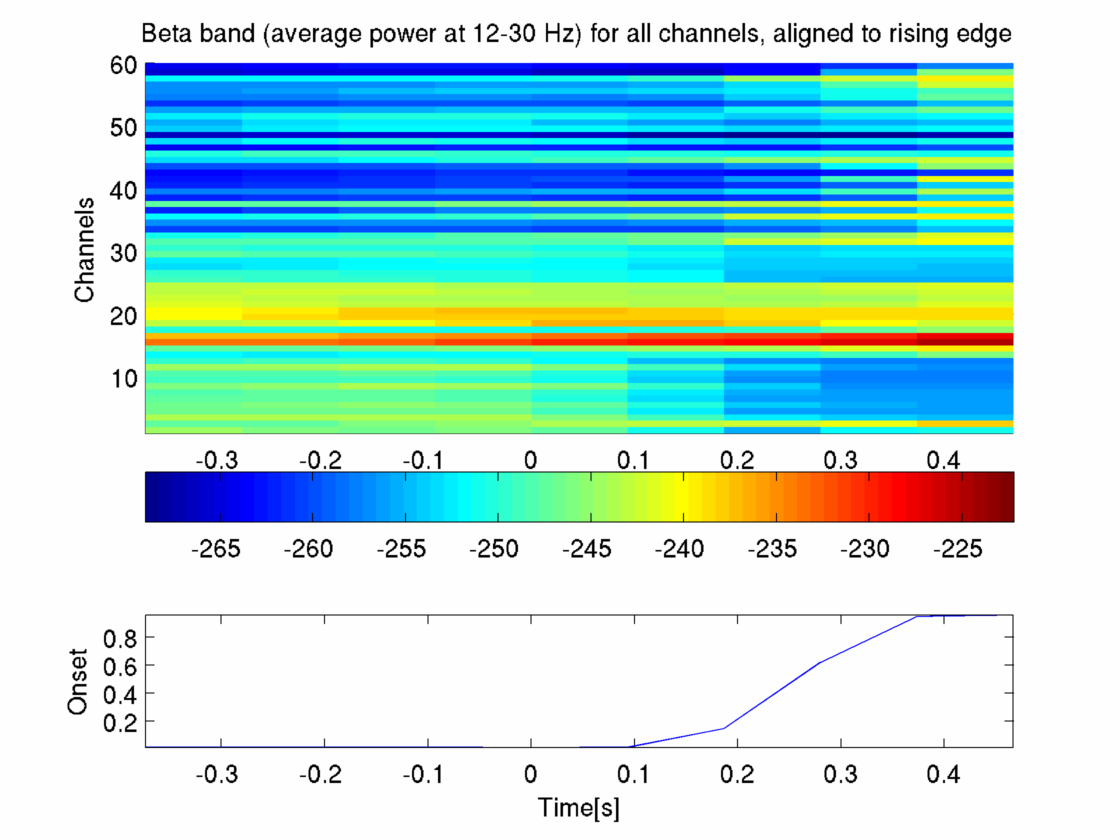 Beta band (average power at 12-30 Hz) for all channels, aligned to rising edge
60
50
40
30
20
10
Channels
-0.3 -0.2 -0.1 0 0.1 0.2 0.3 0.4
-265 -260 -255 -250 -245 -240 -235 -230 -225
0.8
0.6
0.4
0.2
Onset
-0.3 -0.2 -0.1 0 0.1 0.2 0.3 0.4
Time[s]